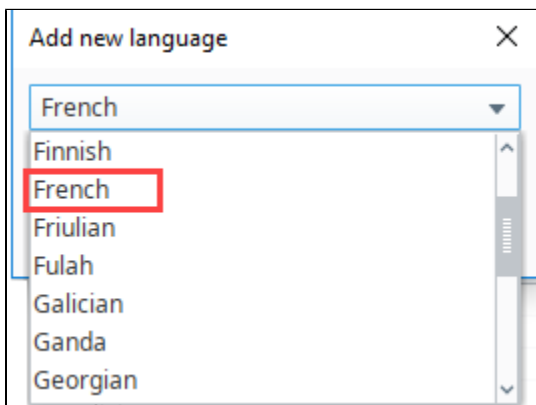 Add new language
French
Finnish
French
Friulian
Fulah
Galician
Ganda
Georgian